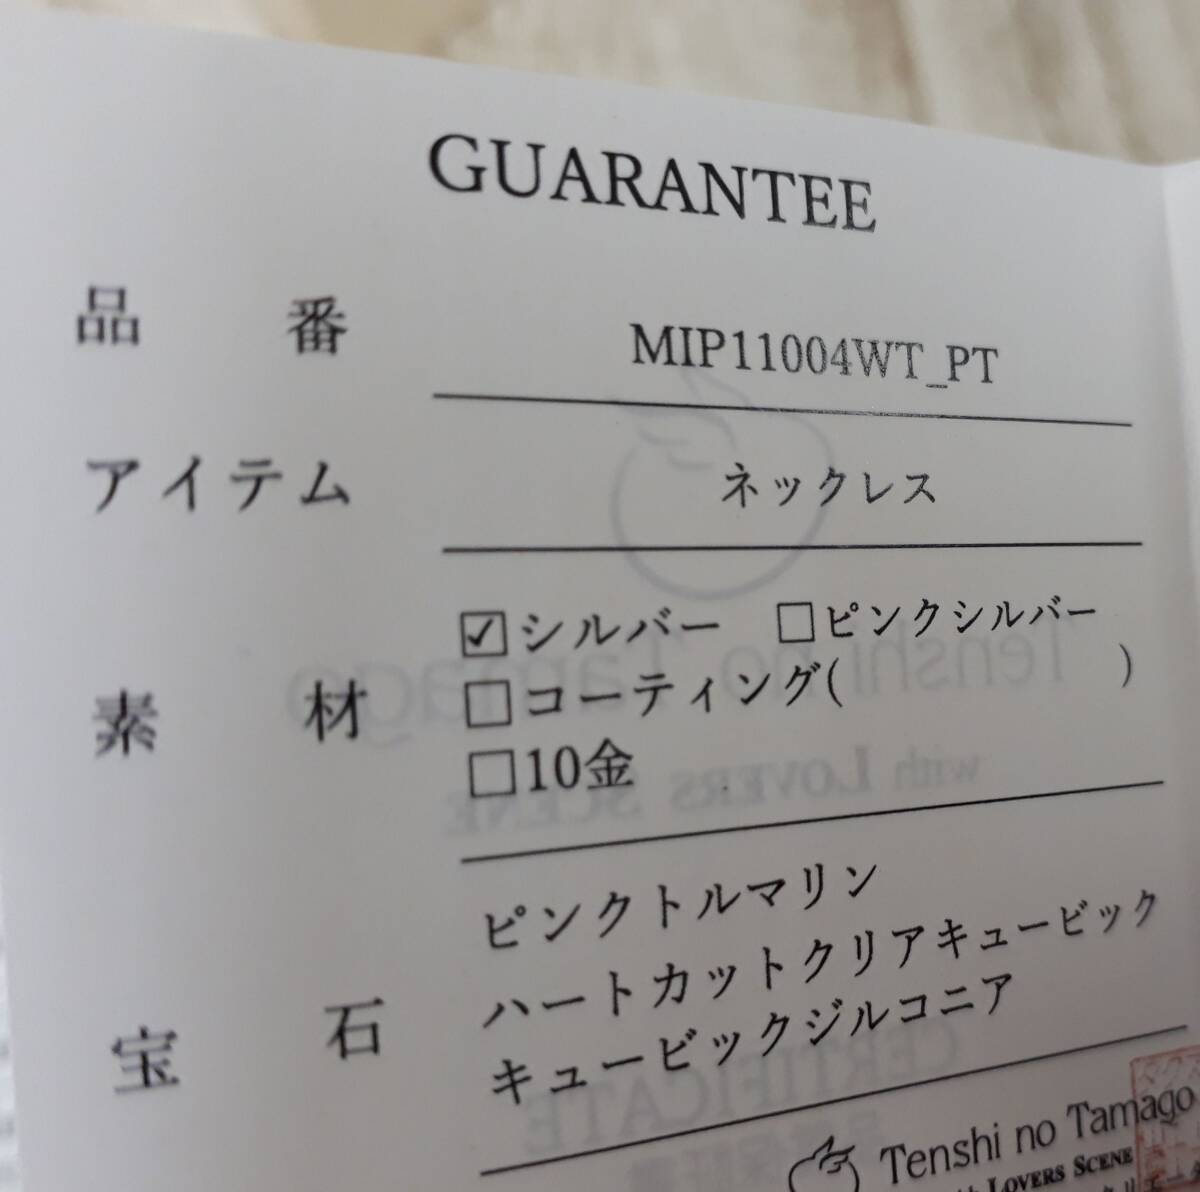 GUARANTEE
品番 MIP11004WT_PT
アイテム ネックレス
素材
☑シルバー □ピンクシルバー
□コーティング( )
□10金
宝石
ピンクトルマリン
ハートカットクリアキュービック
キュービックジルコニア
Tenshi no Tamago
LOVERS SCENE